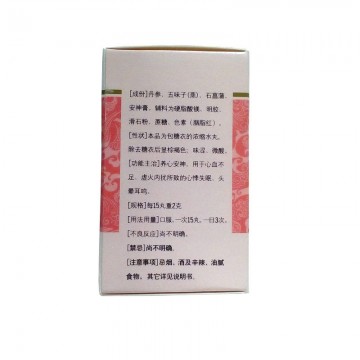 [成份]丹参、五味子(蒸)、石菖蒲、
安神膏，辅料为硬脂酸镁、明胶、
滑石粉、蔗糖、色素（胭脂红）。
[性状]本品为包糖衣的浓缩水丸，
除去糖衣后显棕褐色，味涩、微酸。
[功能主治]养心安神。用于心血不
足、虚火内扰所致的心悸失眠、头
晕耳鸣。
[规格]每15丸重2克
[用法用量]口服，一次15丸，一日3次。
[不良反应]尚不明确。
[禁忌]尚不明确。
[注意事项]忌烟、酒及辛辣、油腻
食物。其它详见说明书。